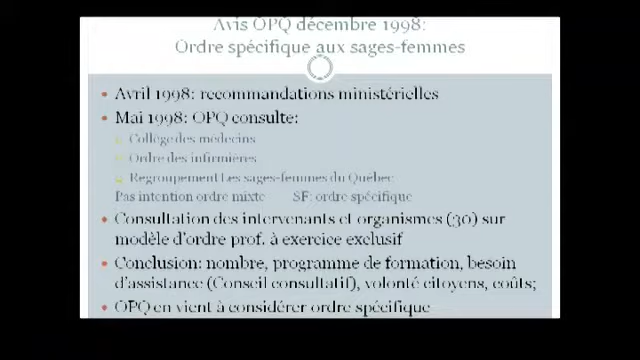 Avis OPQ décembre 1998:
Ordre spécifique aux sages-femmes
Avril 1998: recommandations ministérielles
Mai 1998: OPQ consulte:
Collège des médecins
Ordre des infirmières
Regroupement Les sages-femmes du Québec
Pas intention ordre mixte SF: ordre spécifique
Consultation des intervenants et organismes (30) sur
modèle d'ordre prof. à exercice exclusif
Conclusion: nombre, programme de formation, besoin
d'assistance (Conseil consultatif), volonté citoyens, coûts;
OPQ en vient à considérer ordre spécifique